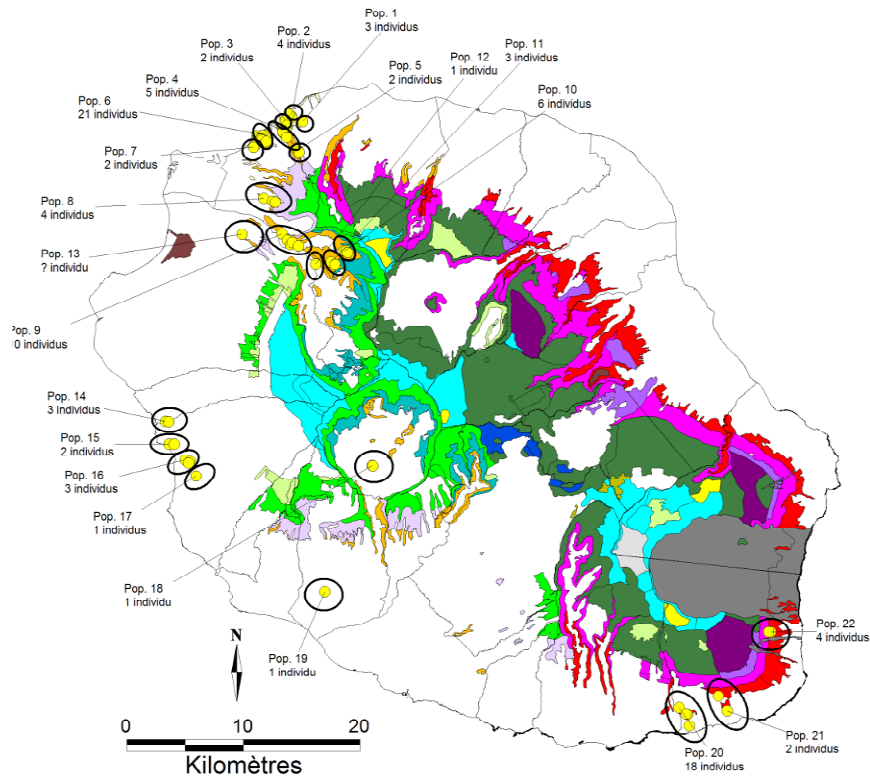 Pop. 1
3 individus
Pop. 2
4 individus
Pop. 3
2 individus
Pop. 4
5 individus
Pop. 5
2 individus
Pop. 12
1 individu
Pop. 11
3 individus
Pop. 10
6 individus
Pop. 6
21 individus
Pop. 7
2 individus
Pop. 8
4 individus
Pop. 13
? individu
Pop. 9
10 individus
Pop. 14
3 individus
Pop. 15
2 individus
Pop. 16
3 individus
Pop. 17
1 individu
Pop. 18
1 individu
Pop. 19
1 individu
Pop. 22
4 individus
Pop. 21
2 individus
Pop. 20
18 individus
N
0 10 20
Kilomètres